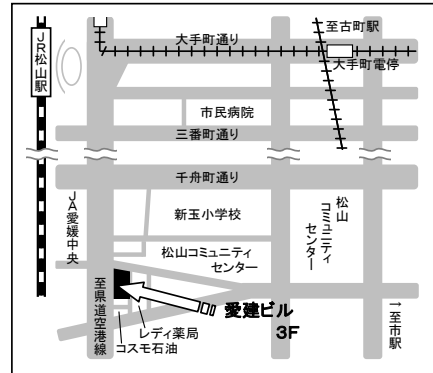 JR松山駅
大手町通り
至古町駅
大手町電停
市民病院
三番町通り
千舟町通り
JA愛媛中央
新玉小学校
松山
コミュニティ
センター
松山コミュニティ
センター
至県道空港線
愛建ビル
3F
レディ薬局
コスモ石油
→至市駅